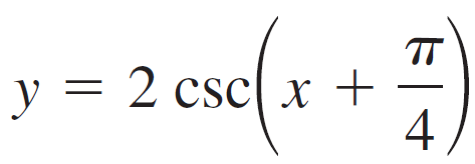 y = 2 csc(x + π/4)